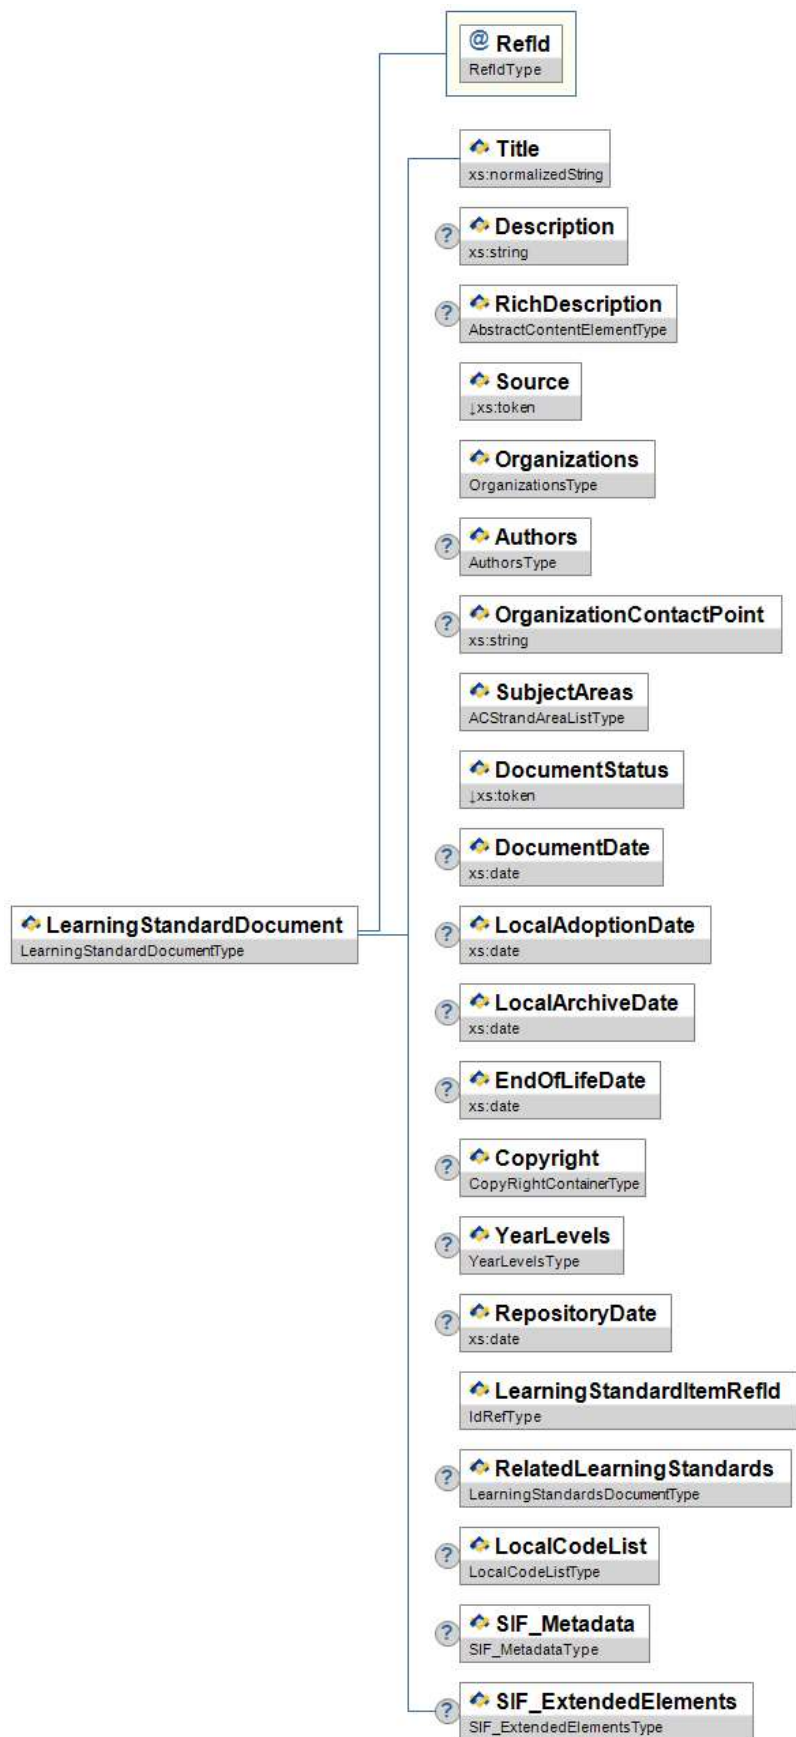 @ RefId
RefIdType
Title
xs:normalizedString
? Description
xs:string
? RichDescription
AbstractContentElementType
Source
↓xs:token
Organizations
OrganizationsType
? Authors
AuthorsType
? OrganizationContactPoint
xs:string
SubjectAreas
ACStrandAreaListType
DocumentStatus
↓xs:token
? DocumentDate
xs:date
LearningStandardDocument
LearningStandardDocumentType
? LocalAdoptionDate
xs:date
? LocalArchiveDate
xs:date
? EndOfLifeDate
xs:date
? Copyright
CopyRightContainerType
? YearLevels
YearLevelsType
? RepositoryDate
xs:date
LearningStandardItemRefId
IdRefType
? RelatedLearningStandards
LearningStandardsDocumentType
? LocalCodeList
LocalCodeListType
? SIF_Metadata
SIF_MetadataType
? SIF_ExtendedElements
SIF_ExtendedElementsType